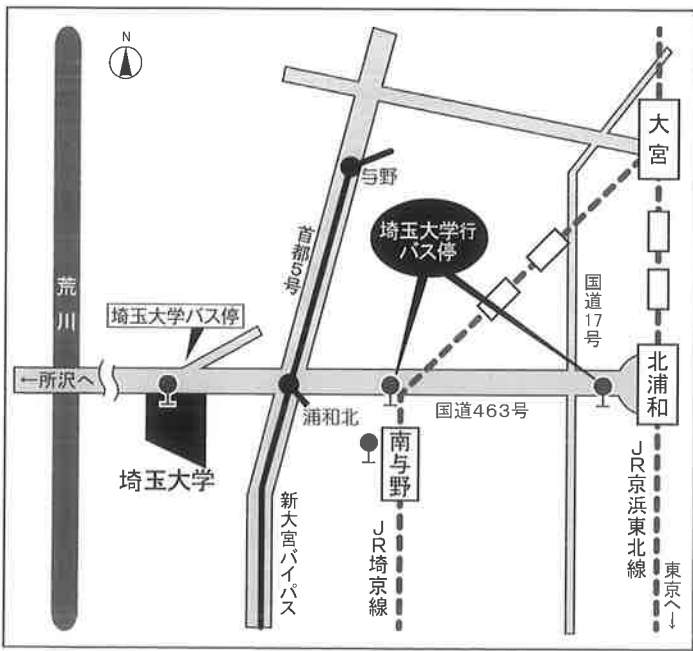 N
大宮
与野
埼玉大学行
バス停
首都5号
荒川
国道17号
埼玉大学バス停
北浦和
←所沢へ
浦和北
国道463号
南与野
埼玉大学
新大宮バイパス
JR埼京線
JR京浜東北線
東京へ→